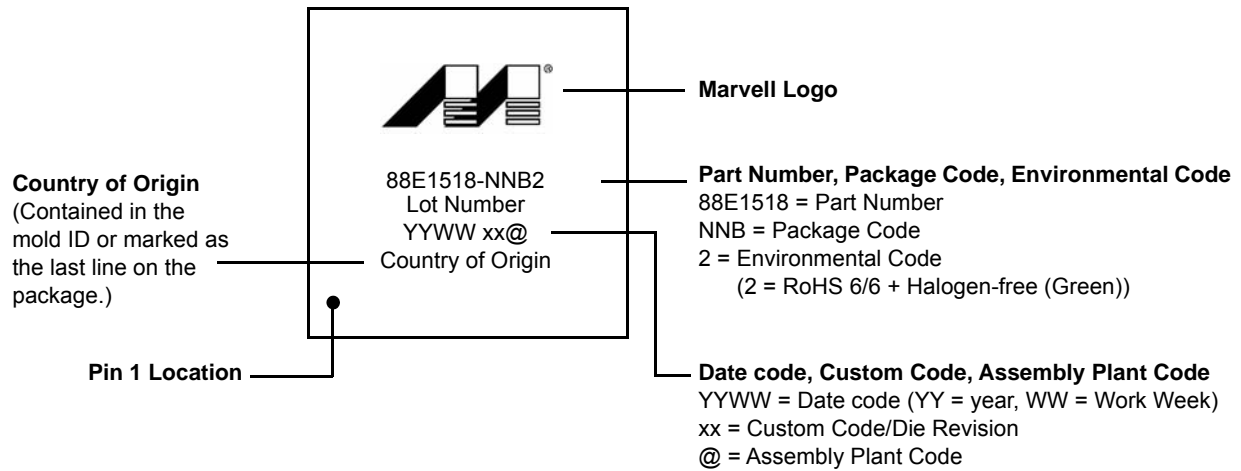 ®
Marvell Logo
88E1518-NNB2
Lot Number
YYWW xx@
Country of Origin
Country of Origin
(Contained in the
mold ID or marked as
the last line on the
package.)
Part Number, Package Code, Environmental Code
88E1518 = Part Number
NNB = Package Code
2 = Environmental Code
(2 = RoHS 6/6 + Halogen-free (Green))
Pin 1 Location
Date code, Custom Code, Assembly Plant Code
YYWW = Date code (YY = year, WW = Work Week)
xx = Custom Code/Die Revision
@ = Assembly Plant Code